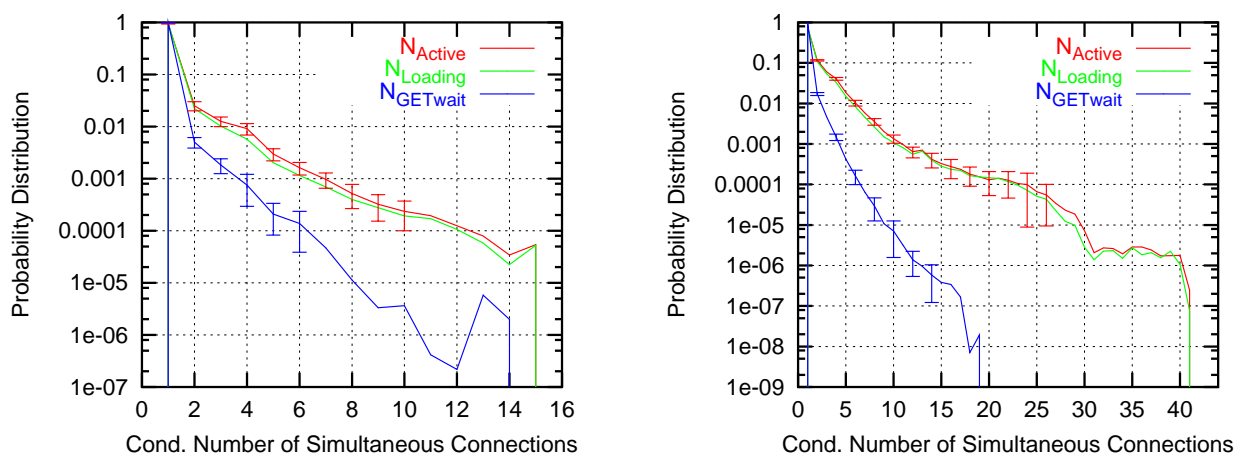 1
0.1
0.01
0.001
0.0001
1e-05
1e-06
1e-07
0 2 4 6 8 10 12 14 16
Probability Distribution
Cond. Number of Simultaneous Connections
NActive
NLoading
NGETwait
1
0.1
0.01
0.001
0.0001
1e-05
1e-06
1e-07
1e-08
1e-09
0 5 10 15 20 25 30 35 40
Probability Distribution
Cond. Number of Simultaneous Connections
NActive
NLoading
NGETwait